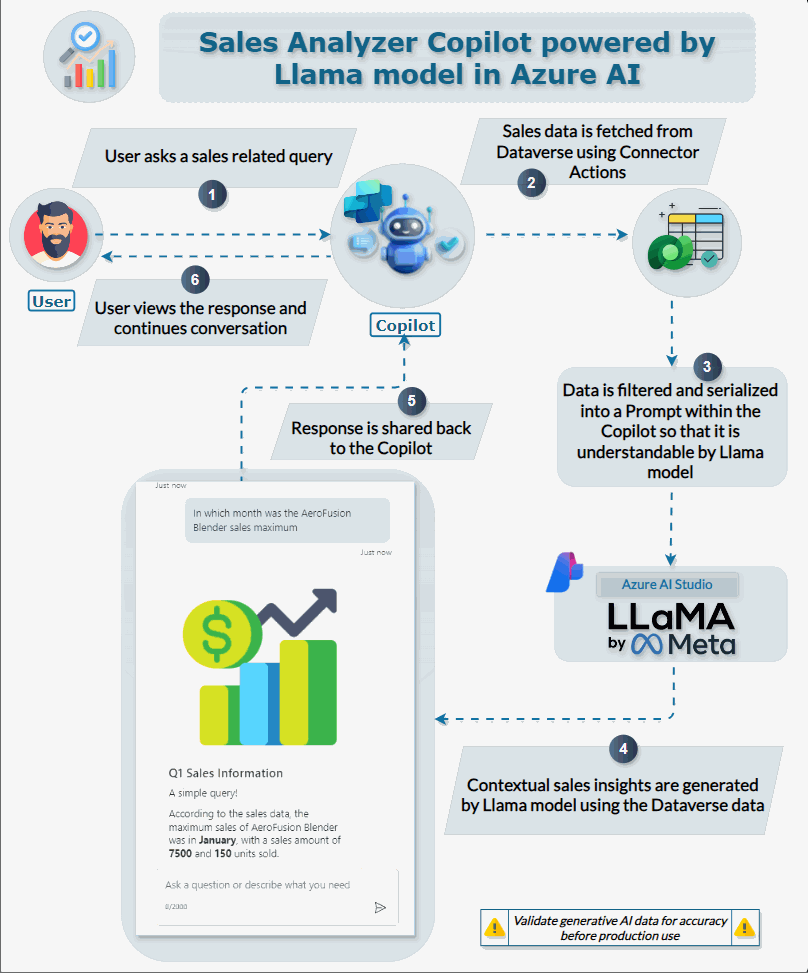 Sales Analyzer Copilot powered by
Llama model in Azure AI
User asks a sales related query
1
Sales data is fetched from
Dataverse using Connector
Actions
2
User
6
User views the response and
continues conversation
Copilot
3
Data is filtered and serialized
into a Prompt within the
Copilot so that it is
understandable by Llama
model
5
Response is shared back
to the Copilot
Just now
In which month was the AeroFusion
Blender sales maximum
Just now
$
Q1 Sales Information
A simple query!
According to the sales data, the
maximum sales of AeroFusion Blender
was in January, with a sales amount of
7500 and 150 units sold.
Ask a question or describe what you need
0/2000
Azure AI Studio
LLaMA
by Meta
4
Contextual sales insights are generated
by Llama model using the Dataverse data
Validate generative AI data for accuracy
before production use